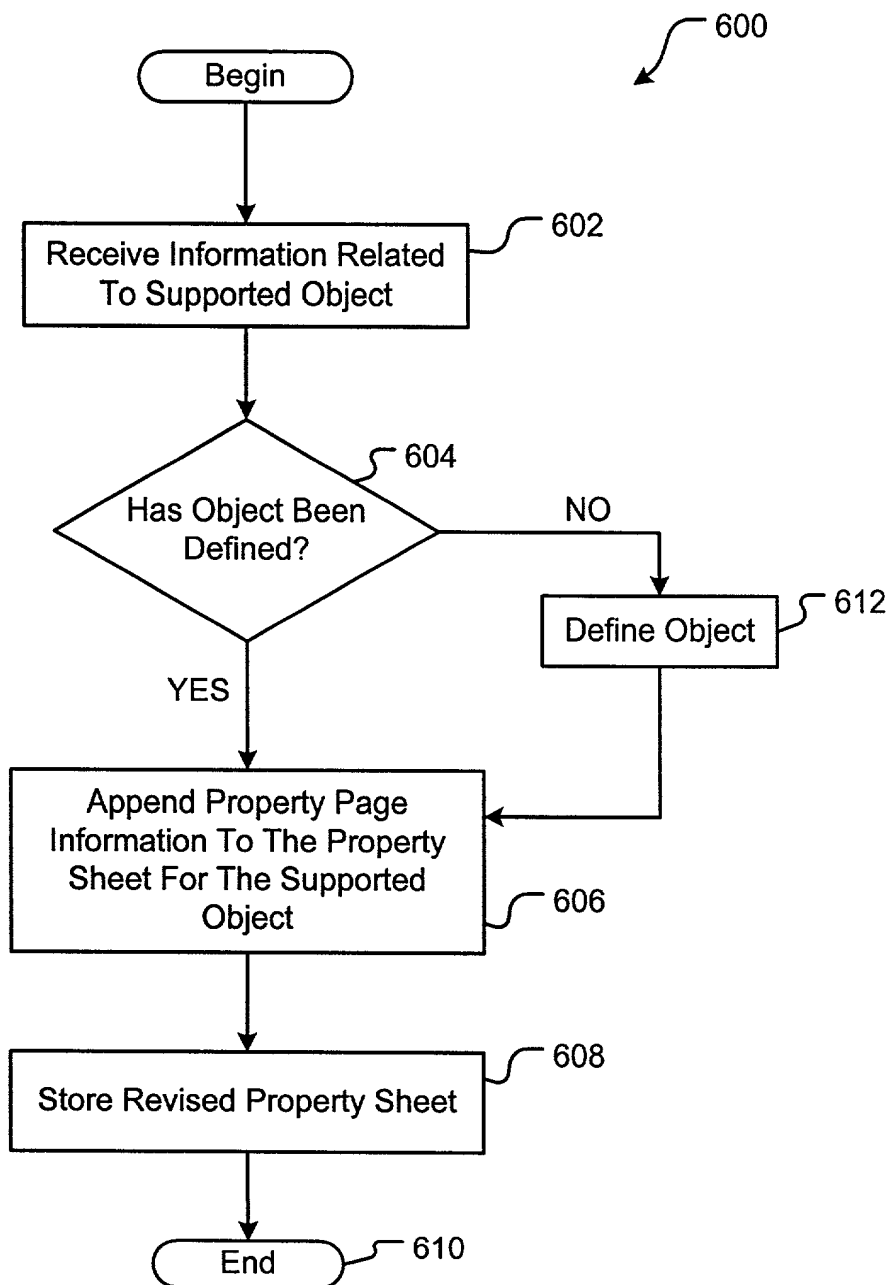 600
Begin
602
Receive Information Related
To Supported Object
604
Has Object Been
Defined?
NO
612
Define Object
YES
Append Property Page
Information To The Property
Sheet For The Supported
Object
606
608
Store Revised Property Sheet
End
610